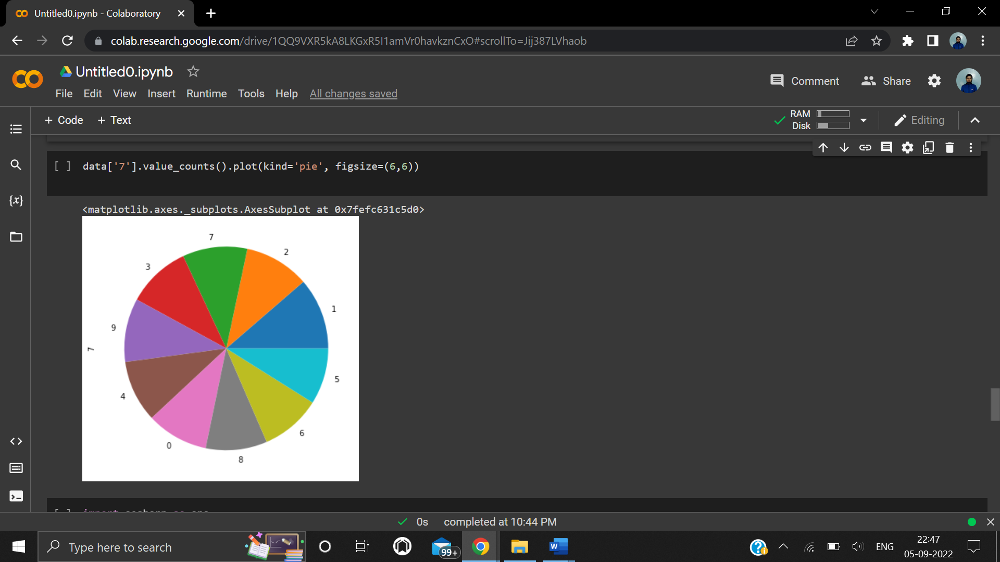 Untitled0.ipynb - Colaboratory
colab.research.google.com/drive/1QQ9VXR5kA8LKGxR5I1amVr0havkznCxO#scrollTo=Jij387LVhaob
Untitled0.ipynb
Comment
Share
File Edit View Insert Runtime Tools Help All changes saved
+ Code + Text
RAM
Disk
Editing
[ ] data['7'].value_counts().plot(kind='pie', figsize=(6,6))
<matplotlib.axes._subplots.AxesSubplot at 0x7fefc631c5d0>
7
2
3
1
9
7
5
4
6
0
8
0s completed at 10:44 PM
Type here to search
99+
ENG
22:47
05-09-2022